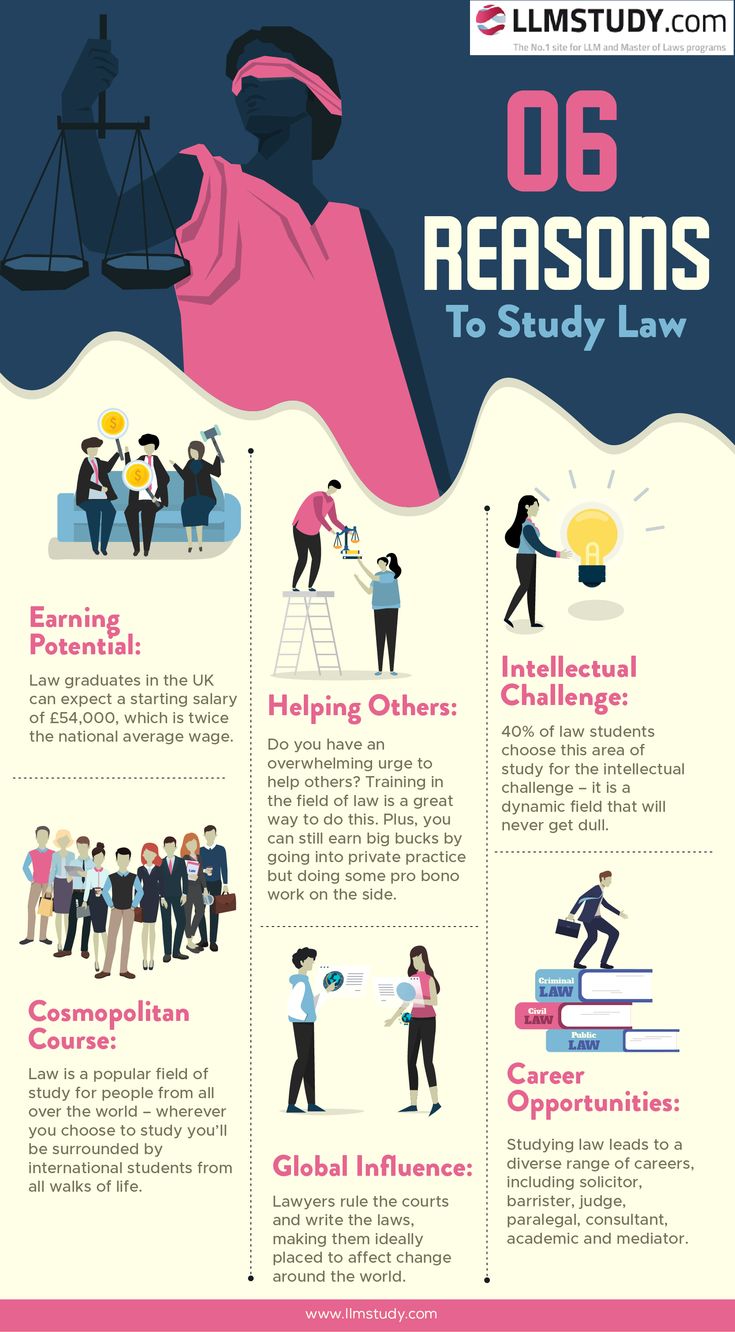 LLMSTUDY.com
The No.1 site for LLM and Master of Laws programs
06
REASONS
To Study Law
Earning
Potential:
Law graduates in the UK
can expect a starting salary
of £54,000, which is twice
the national average wage.
Helping Others:
Do you have an
overwhelming urge to
help others? Training in
the field of law is a great
way to do this. Plus, you
can still earn big bucks by
going into private practice
but doing some pro bono
work on the side.
Intellectual
Challenge:
40% of law students
choose this area of
study for the intellectual
challenge – it is a
dynamic field that will
never get dull.
Cosmopolitan
Course:
Law is a popular field of
study for people from all
over the world – wherever
you choose to study you’ll
be surrounded by
international students from
all walks of life.
Global Influence:
Lawyers rule the courts
and write the laws,
making them ideally
placed to affect change
around the world.
Criminal
LAW
Civil
LAW
Public
LAW
Career
Opportunities:
Studying law leads to a
diverse range of careers,
including solicitor,
barrister, judge,
paralegal, consultant,
academic and mediator.
www.llmstudy.com